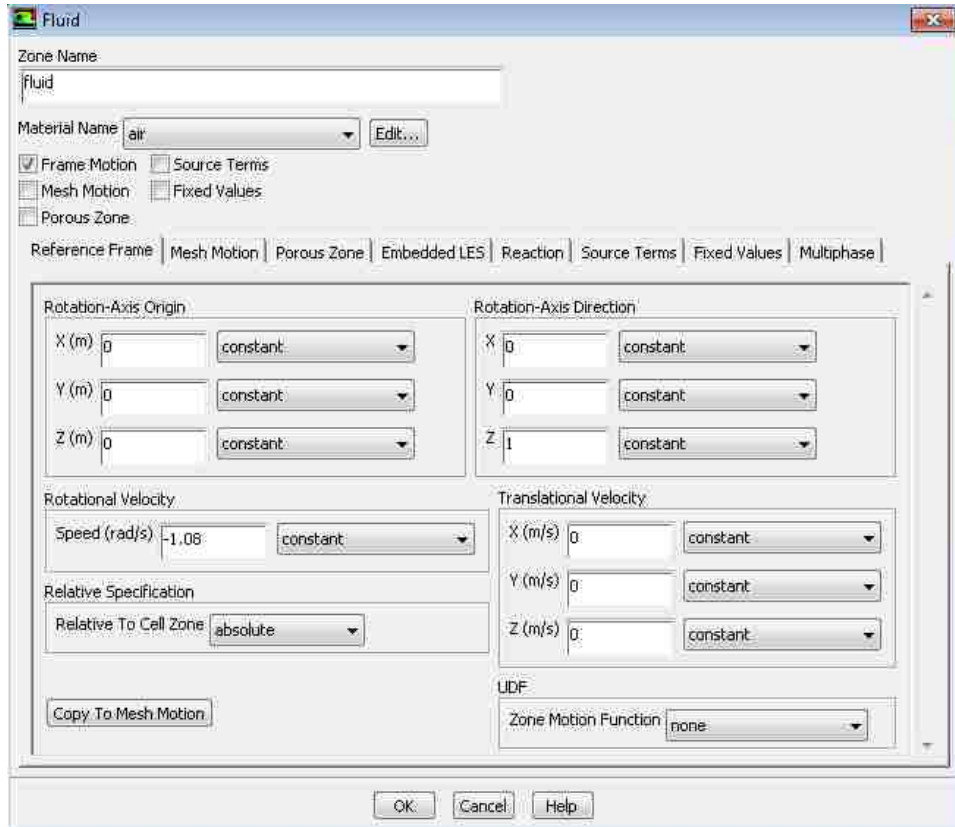 Fluid
Zone Name
fluid
Material Name air Edit...
Frame Motion Source Terms
Mesh Motion Fixed Values
Porous Zone
Reference Frame Mesh Motion Porous Zone Embedded LES Reaction Source Terms Fixed Values Multiphase
Rotation-Axis Origin
X (m) 0 constant
Y (m) 0 constant
Z (m) 0 constant
Rotation-Axis Direction
X 0 constant
Y 0 constant
Z 1 constant
Rotational Velocity
Speed (rad/s) -1.08 constant
Relative Specification
Relative To Cell Zone absolute
Copy To Mesh Motion
Translational Velocity
X (m/s) 0 constant
Y (m/s) 0 constant
Z (m/s) 0 constant
UDF
Zone Motion Function none
OK Cancel Help